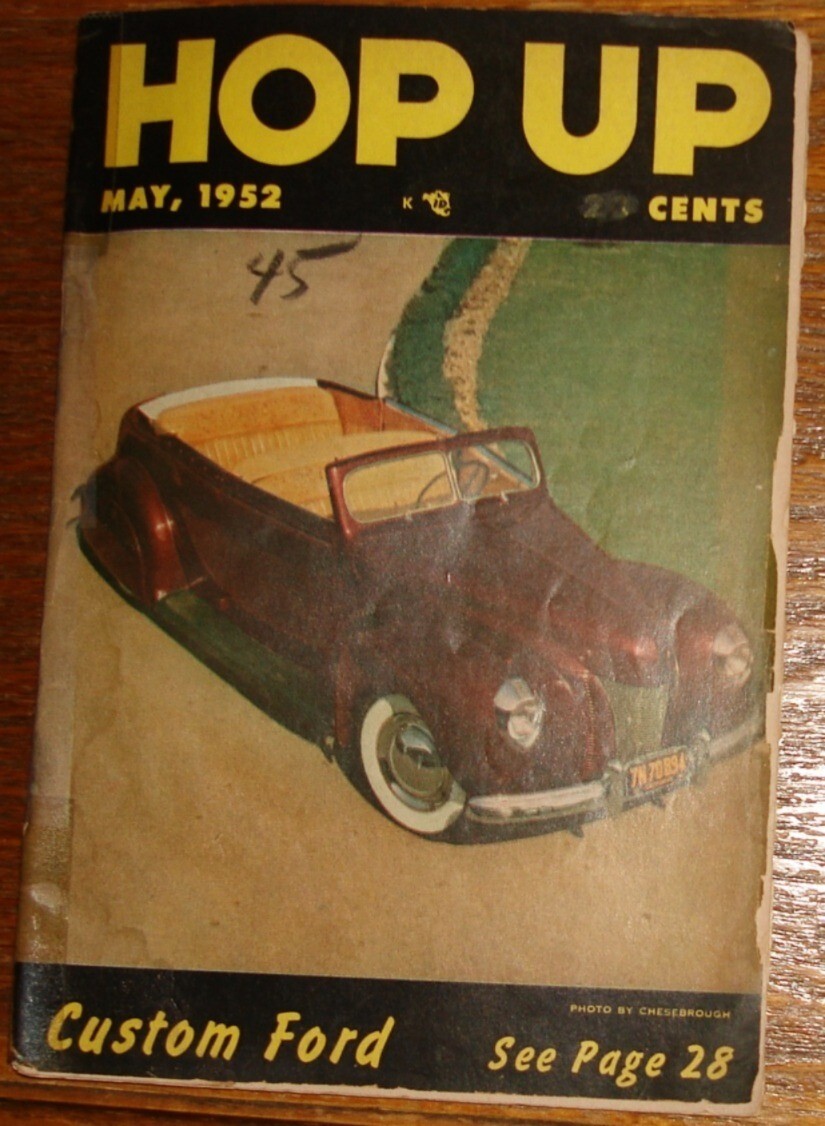 HOP UP
MAY, 1952 K CENTS
45
PHOTO BY CHESEBROUGH
Custom Ford See Page 28